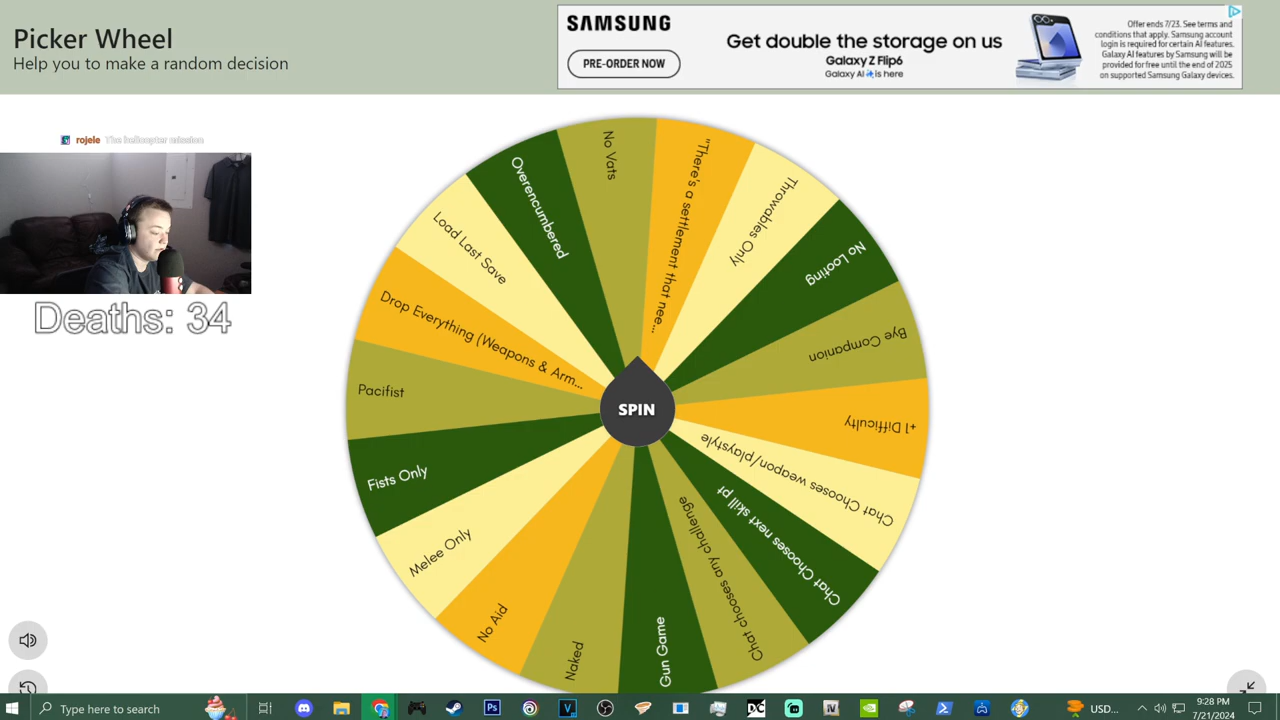 Picker Wheel
Help you to make a random decision
SAMSUNG
PRE-ORDER NOW
Get double the storage on us
Galaxy Z Flip6
Galaxy AI is here
Offer ends 7/23. See terms and
conditions that apply. Samsung account
login is required for certain AI features.
Galaxy AI features by Samsung will be
provided for free until the end of 2025
on supported Samsung Galaxy devices.
rojele The helicopter mission
Deaths: 34
No Vats
"There's a settlement that nee...
Throwables Only
No Looting
Bye Companion
+1 Difficulty
Chat Chooses weapon/playstyle
Chat Chooses next skill pt
Chat chooses any challenge
Gun Game
Naked
No Aid
Melee Only
Fists Only
Pacifist
Drop Everything (Weapons & Arm...
Load Last Save
Overencumbered
SPIN
Type here to search
USD...
9:28 PM
7/21/2024